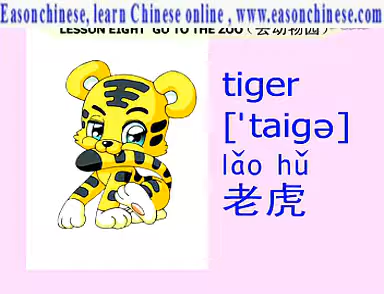 Easonchinese, learn Chinese online , www.easonchinese.com
LESSON EIGHT GO TO THE ZOO（去动物园）
tiger
['taigə]
lǎo hǔ
老虎